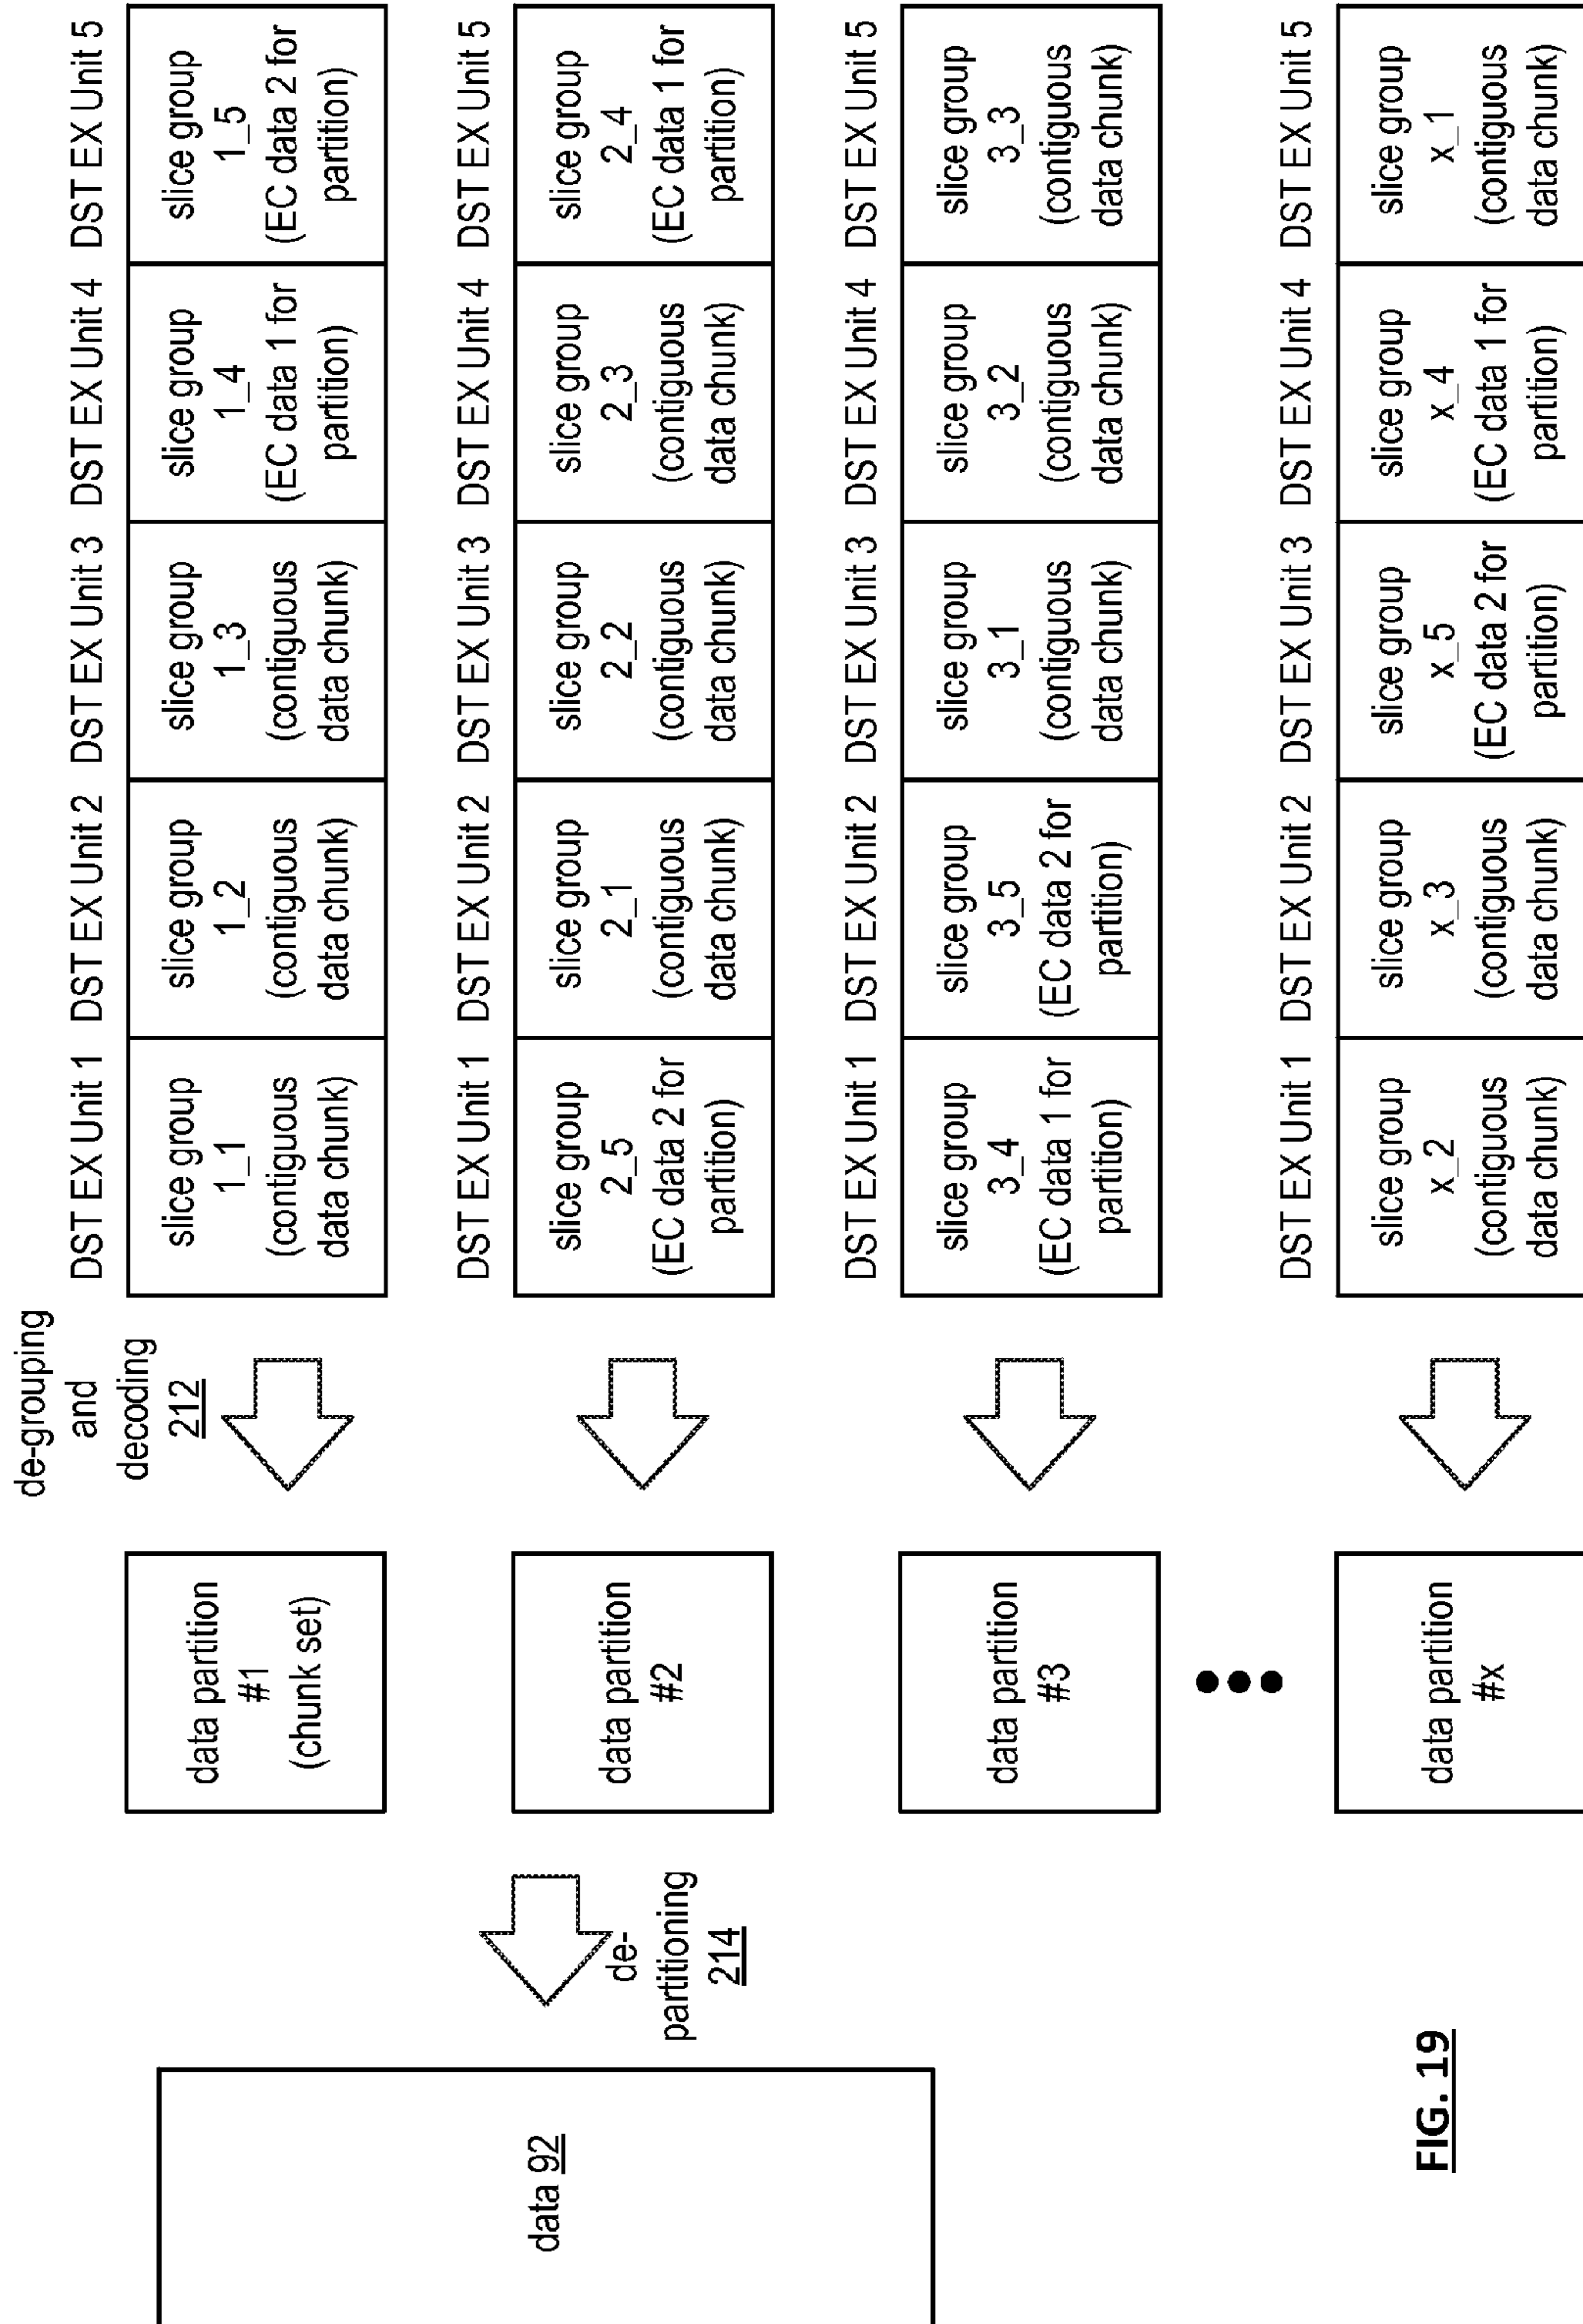 de-grouping
and
decoding
212
DST EX Unit 1 DST EX Unit 2 DST EX Unit 3 DST EX Unit 4 DST EX Unit 5
data partition
#1
(chunk set)
slice group
1_1
(contiguous
data chunk)
slice group
1_2
(contiguous
data chunk)
slice group
1_3
(contiguous
data chunk)
slice group
1_4
(EC data 1 for
partition)
slice group
1_5
(EC data 2 for
partition)
DST EX Unit 1 DST EX Unit 2 DST EX Unit 3 DST EX Unit 4 DST EX Unit 5
data 92
de-
partitioning
214
data partition
#2
slice group
2_5
(EC data 2 for
partition)
slice group
2_1
(contiguous
data chunk)
slice group
2_2
(contiguous
data chunk)
slice group
2_3
(contiguous
data chunk)
slice group
2_4
(EC data 1 for
partition)
DST EX Unit 1 DST EX Unit 2 DST EX Unit 3 DST EX Unit 4 DST EX Unit 5
data partition
#3
slice group
3_4
(EC data 1 for
partition)
slice group
3_5
(EC data 2 for
partition)
slice group
3_1
(contiguous
data chunk)
slice group
3_2
(contiguous
data chunk)
slice group
3_3
(contiguous
data chunk)
DST EX Unit 1 DST EX Unit 2 DST EX Unit 3 DST EX Unit 4 DST EX Unit 5
data partition
#x
slice group
x_2
(contiguous
data chunk)
slice group
x_3
(contiguous
data chunk)
slice group
x_5
(EC data 2 for
partition)
slice group
x_4
(EC data 1 for
partition)
slice group
x_1
(contiguous
data chunk)
FIG. 19